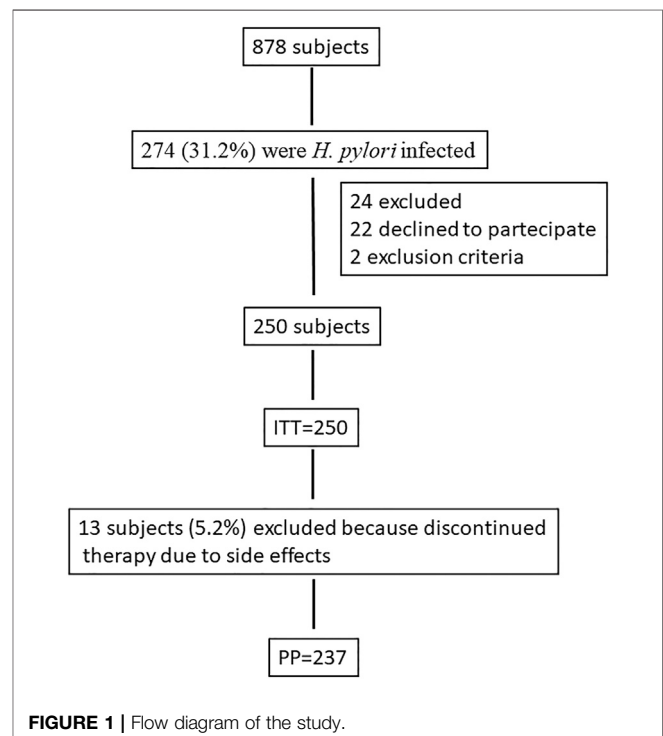 878 subjects
274 (31.2%) were H. pylori infected
24 excluded
22 declined to partecipate
2 exclusion criteria
250 subjects
ITT=250
13 subjects (5.2%) excluded because discontinued
therapy due to side effects
PP=237
FIGURE 1 | Flow diagram of the study.